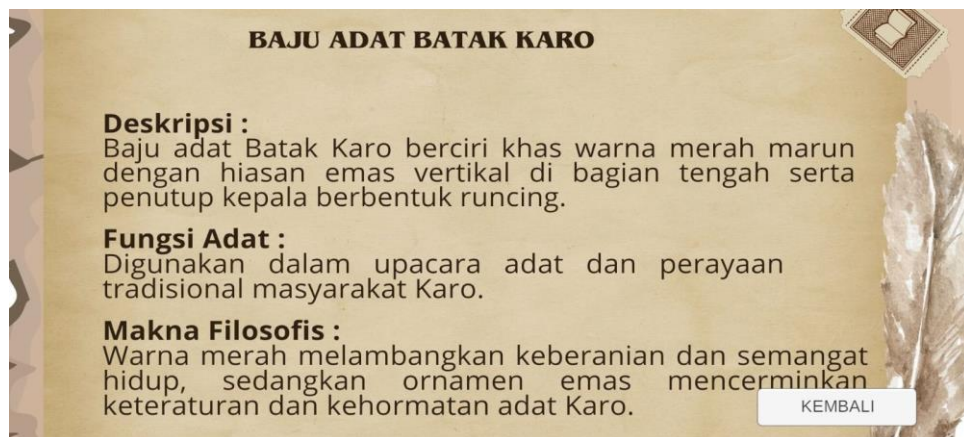 BAJU ADAT BATAK KARO
Deskripsi :
Baju adat Batak Karo berciri khas warna merah marun
dengan hiasan emas vertikal di bagian tengah serta
penutup kepala berbentuk runcing.
Fungsi Adat :
Digunakan dalam upacara adat dan perayaan
tradisional masyarakat Karo.
Makna Filosofis :
Warna merah melambangkan keberanian dan semangat
hidup, sedangkan ornamen emas mencerminkan
keteraturan dan kehormatan adat Karo.
KEMBALI